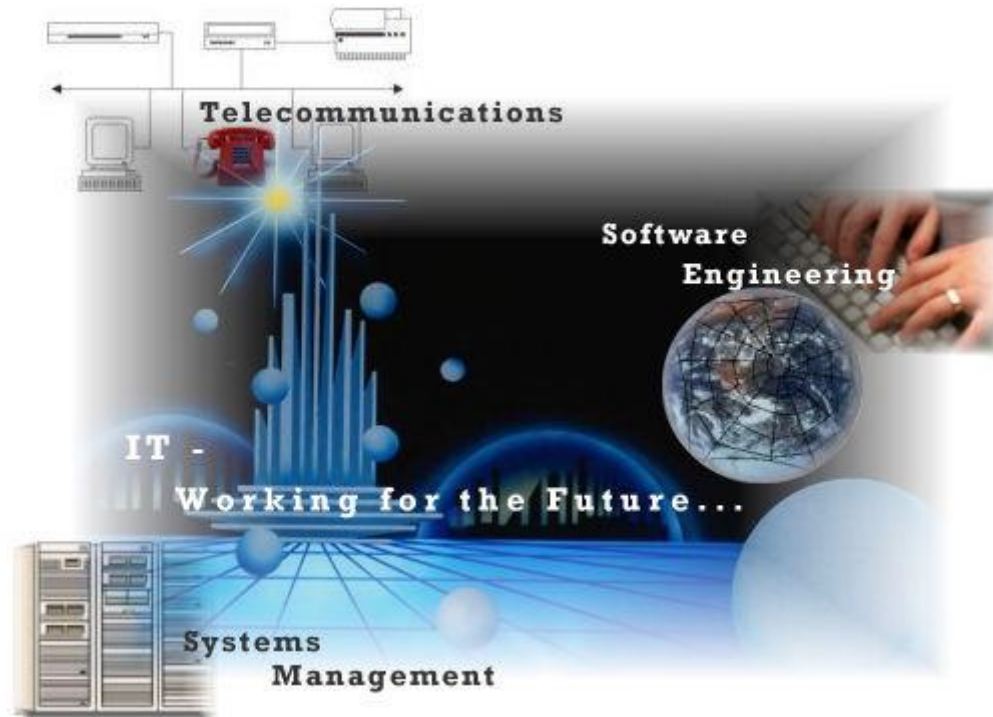 Telecommunications
Software
Engineering
IT -
Working for the Future...
Systems
Management